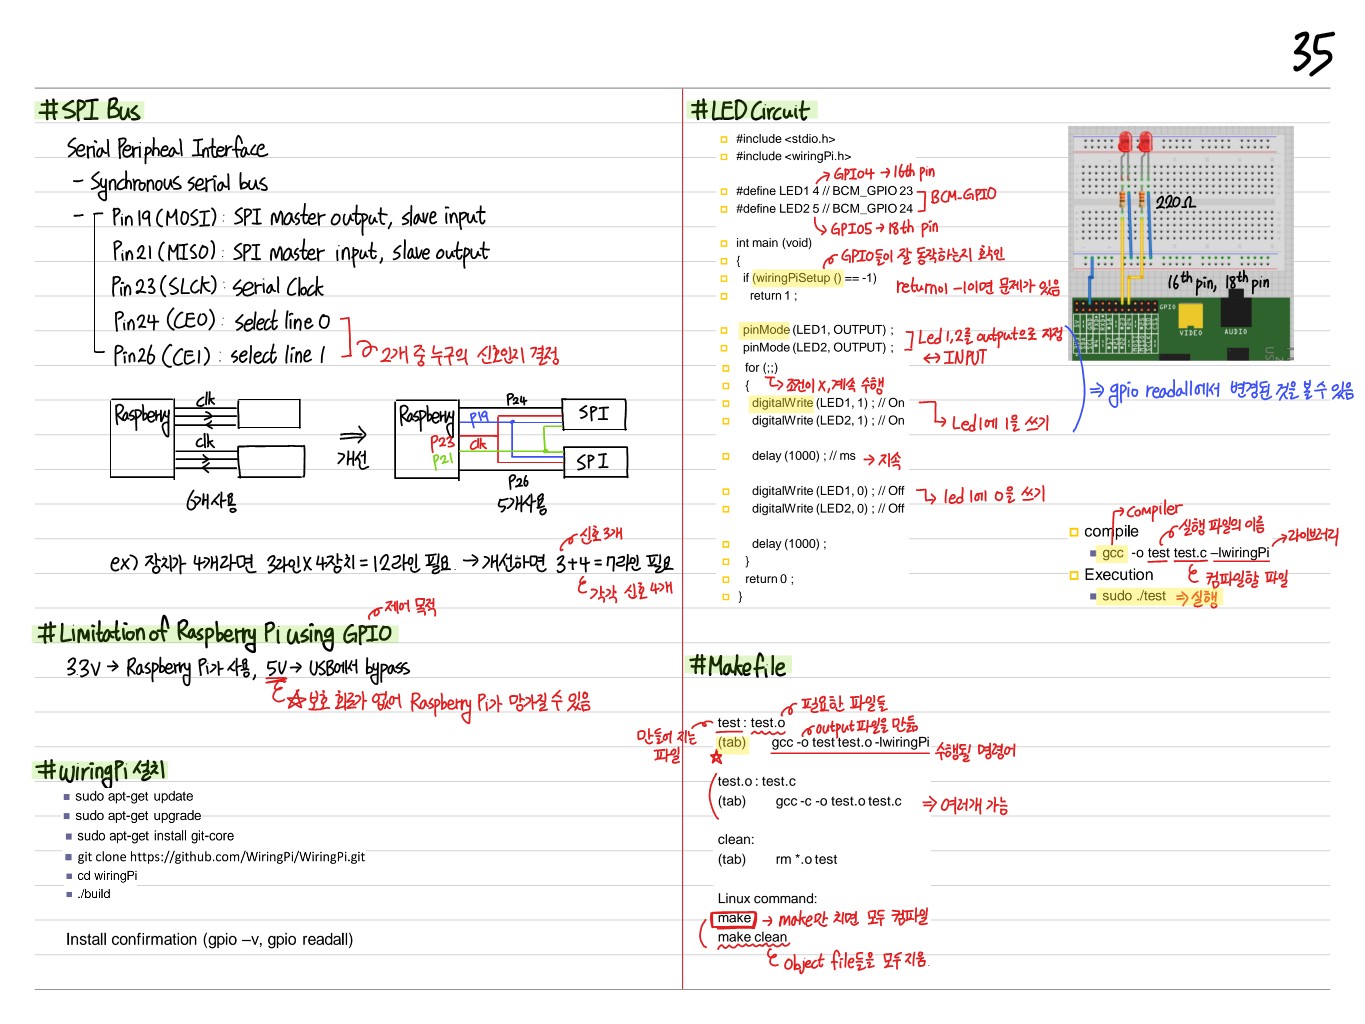 35
#SPI Bus
Serial Peripheal Interface
- Synchronous serial bus
- Pin19 (MOSI) : SPI master output, slave input
Pin21 (MISO) : SPI master input, slave output
Pin23 (SLCK) : Serial Clock
Pin24 (CE0) : select line 0
Pin26 (CE1) : select line 1
2개 중 누구의 신호인지 결정
Raspberry
clk
clk
6개사용
⇒
개선
Raspberry
P24
P19
P23
clk
P21
P26
SPI
SPI
5개사용
ex) 장치가 4개라면 3라인 X 4장치 = 12라인 필요. → 개선하면 3+4 = 7라인 필요
신호 3개
각각 신호 4개
제어 목적
#Limitation of Raspberry Pi using GPIO
3.3V → Raspberry Pi가 사용, 5V → USB에서 bypass
☆보호 회로가 없어 Raspberry Pi가 망가질 수 있음
#WiringPi 설치
sudo apt-get update
sudo apt-get upgrade
sudo apt-get install git-core
git clone https://github.com/WiringPi/WiringPi.git
cd wiringPi
./build
Install confirmation (gpio –v, gpio readall)
#LED Circuit
#include <stdio.h>
#include <wiringPi.h>
→ GPIO4 → 16th pin
#define LED1 4 // BCM_GPIO 23
#define LED2 5 // BCM_GPIO 24
BCM-GPIO
→ GPIO5 → 18th pin
int main (void)
{
GPIO들이 잘 동작하는지 확인
if (wiringPiSetup () == -1)
return 1 ;
return이 -1이면 문제가 있음
pinMode (LED1, OUTPUT) ;
pinMode (LED2, OUTPUT) ;
Led 1,2를 output으로 지정
↔ INPUT
for (;;)
{
→ 조건이 X, 계속 수행
digitalWrite (LED1, 1) ; // On
digitalWrite (LED2, 1) ; // On
→ Led1에 1을 쓰기
⇒ gpio readall에서 변경된 것을 볼 수 있음
delay (1000) ; // ms
→ 지속
digitalWrite (LED1, 0) ; // Off
digitalWrite (LED2, 0) ; // Off
→ led 1에 0을 쓰기
delay (1000) ;
}
return 0 ;
}
220Ω
16th pin, 18th pin
GPIO
VIDEO
AUDIO
US
compile
→ compiler
실행 파일의 이름
→ 라이브러리
gcc -o test test.c –lwiringPi
컴파일할 파일
Execution
sudo ./test ⇒ 실행
#Makefile
필요한 파일들
test : test.o
만들어 지는 파일
output 파일을 만듦
(tab) gcc -o test test.o -lwiringPi
☆
수행될 명령어
test.o : test.c
(tab) gcc -c -o test.o test.c
⇒ 여러개 가능
clean:
(tab) rm *.o test
Linux command:
make
→ make만 치면 모두 컴파일
make clean
Object file들을 모두 지움.